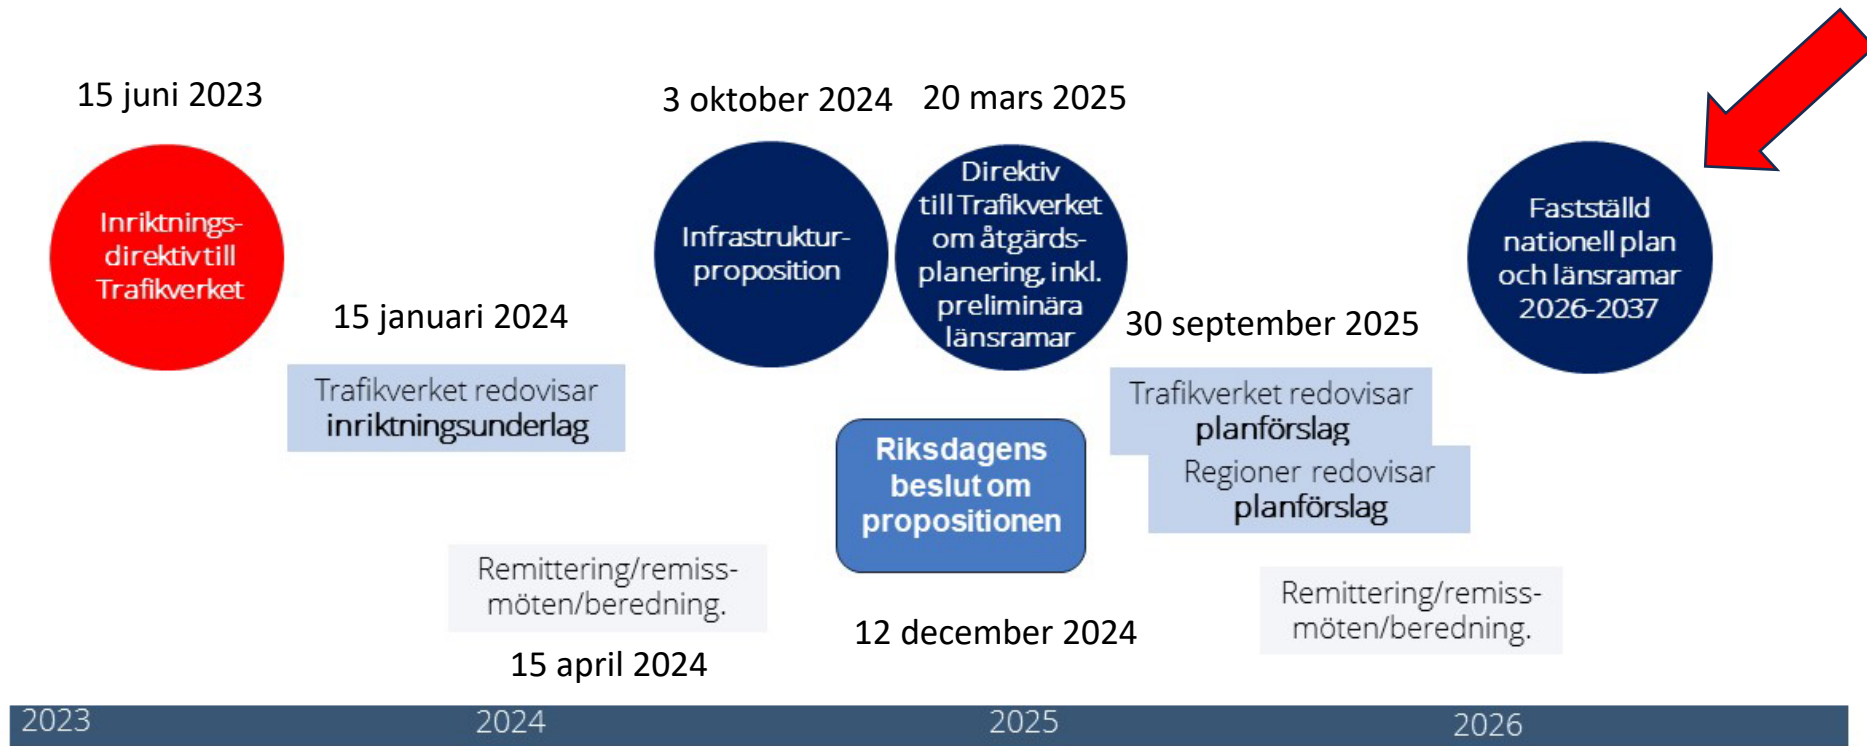 15 juni 2023
Inriktnings-
direktiv till
Trafikverket
15 januari 2024
Trafikverket redovisar
inriktningsunderlag
Remittering/remiss-
möten/beredning.
15 april 2024
3 oktober 2024
Infrastruktur-
proposition
Riksdagens
beslut om
propositionen
12 december 2024
20 mars 2025
Direktiv
till Trafikverket
om åtgärds-
planering, inkl.
preliminära
länsramar
30 september 2025
Trafikverket redovisar
planförslag
Regioner redovisar
planförslag
Remittering/remiss-
möten/beredning.
Fastställd
nationell plan
och länsramar
2026-2037
2023
2024
2025
2026